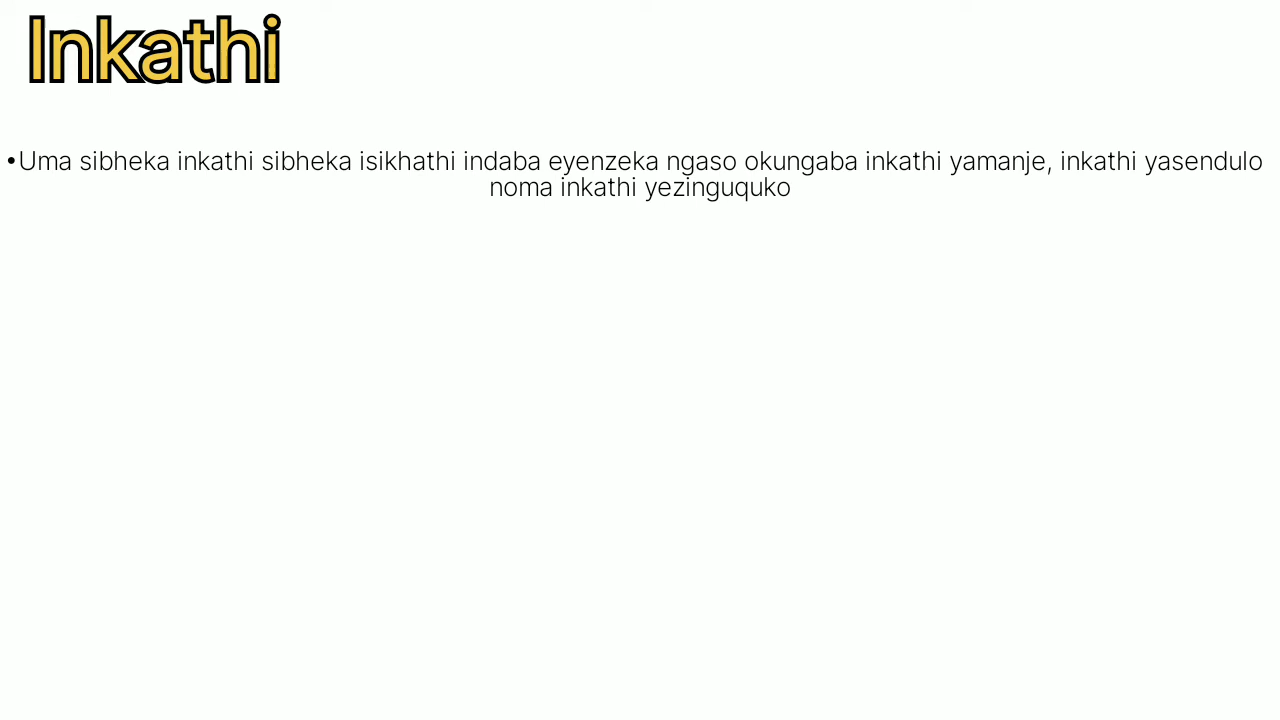 Inkathi
•Uma sibheka inkathi sibheka isikhathi indaba eyenzeka ngaso okungaba inkathi yamanje, inkathi yasendulo
noma inkathi yezinguquko